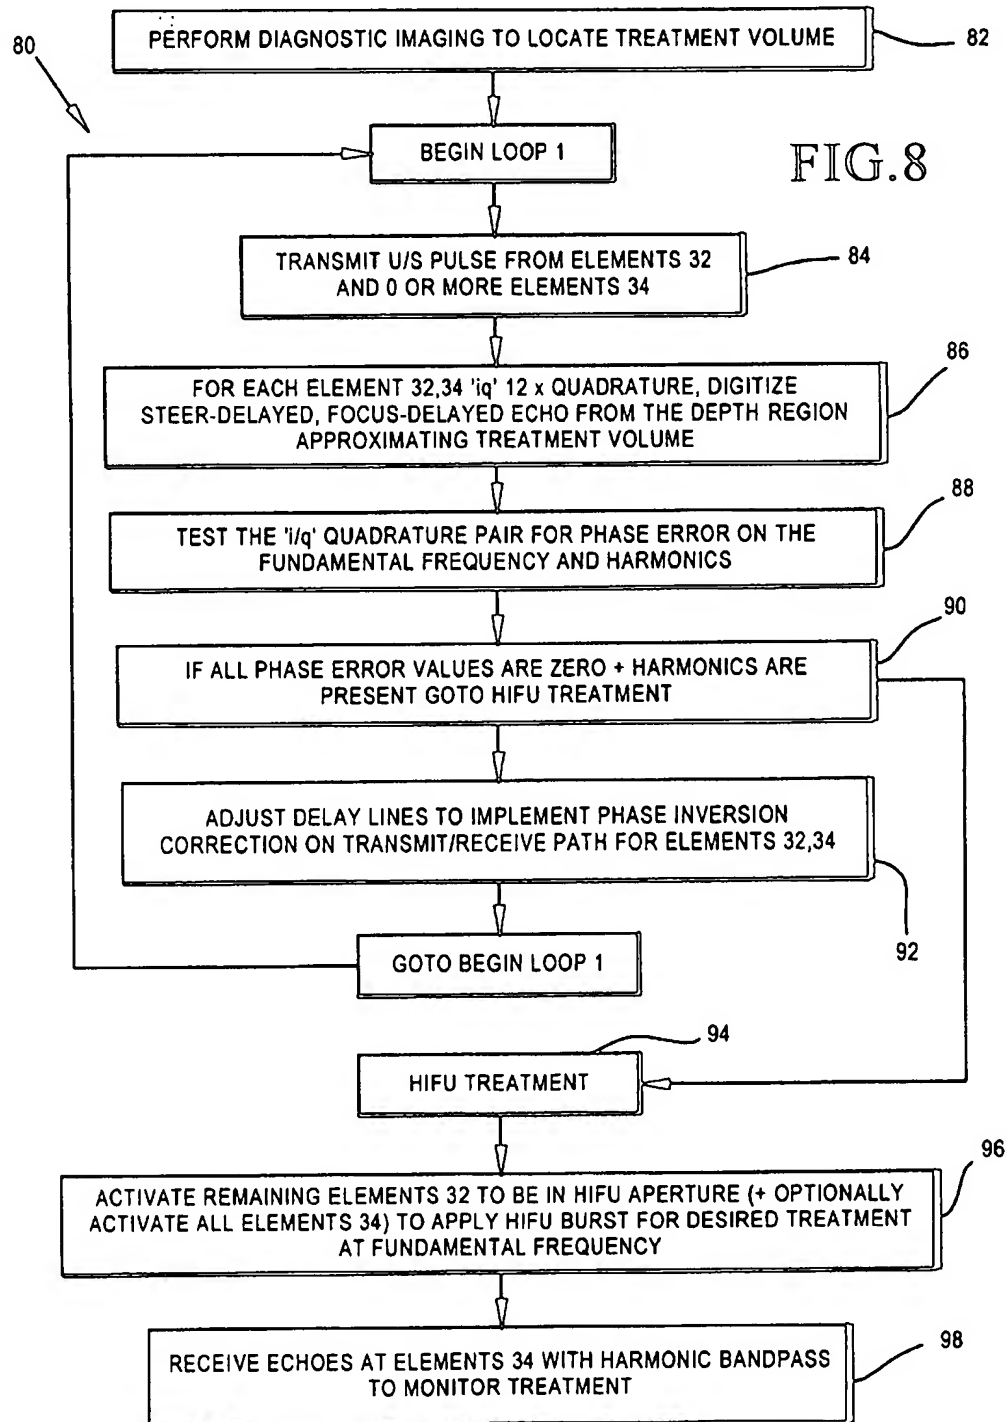 80
PERFORM DIAGNOSTIC IMAGING TO LOCATE TREATMENT VOLUME
82
BEGIN LOOP 1
FIG.8
TRANSMIT U/S PULSE FROM ELEMENTS 32
AND 0 OR MORE ELEMENTS 34
84
FOR EACH ELEMENT 32,34 'iq' 12 x QUADRATURE, DIGITIZE
STEER-DELAYED, FOCUS-DELAYED ECHO FROM THE DEPTH REGION
APPROXIMATING TREATMENT VOLUME
86
TEST THE 'i/q' QUADRATURE PAIR FOR PHASE ERROR ON THE
FUNDAMENTAL FREQUENCY AND HARMONICS
88
IF ALL PHASE ERROR VALUES ARE ZERO + HARMONICS ARE
PRESENT GOTO HIFU TREATMENT
90
ADJUST DELAY LINES TO IMPLEMENT PHASE INVERSION
CORRECTION ON TRANSMIT/RECEIVE PATH FOR ELEMENTS 32,34
92
GOTO BEGIN LOOP 1
94
HIFU TREATMENT
96
ACTIVATE REMAINING ELEMENTS 32 TO BE IN HIFU APERTURE (+ OPTIONALLY
ACTIVATE ALL ELEMENTS 34) TO APPLY HIFU BURST FOR DESIRED TREATMENT
AT FUNDAMENTAL FREQUENCY
98
RECEIVE ECHOES AT ELEMENTS 34 WITH HARMONIC BANDPASS
TO MONITOR TREATMENT